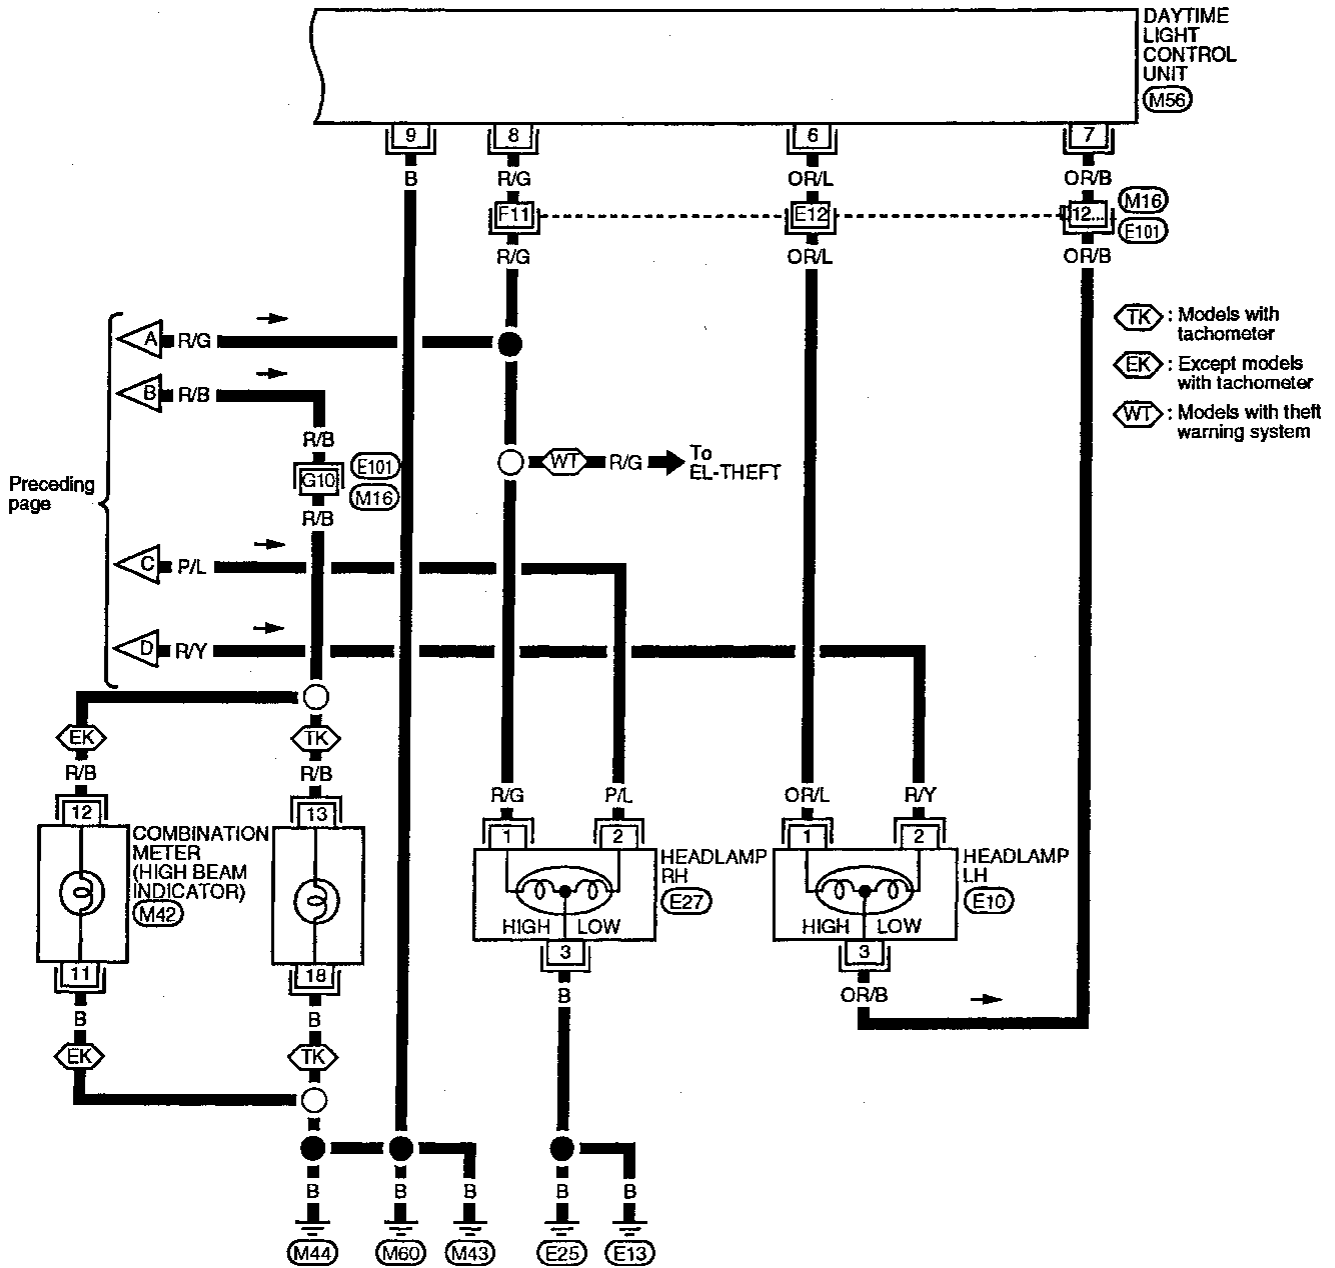 DAYTIME
LIGHT
CONTROL
UNIT
M56
9 8 6 7
B R/G OR/L OR/B
F11 E12 12... M16
E101
R/G OR/L OR/B
A R/G
B R/B
TK : Models with
tachometer
EK : Except models
with tachometer
WT : Models with theft
warning system
R/B
G10 E101
M16
R/B
WT R/G To
EL-THEFT
Preceding
page
C P/L
D R/Y
EK TK
R/B R/B
R/G P/L OR/L R/Y
12 13
1 2 1 2
COMBINATION
METER
(HIGH BEAM
INDICATOR)
M42
HEADLAMP
RH
E27
HEADLAMP
LH
E10
HIGH LOW HIGH LOW
11 18 3 3
B B B OR/B
EK TK
B B B B B
M44 M60 M43 E25 E13